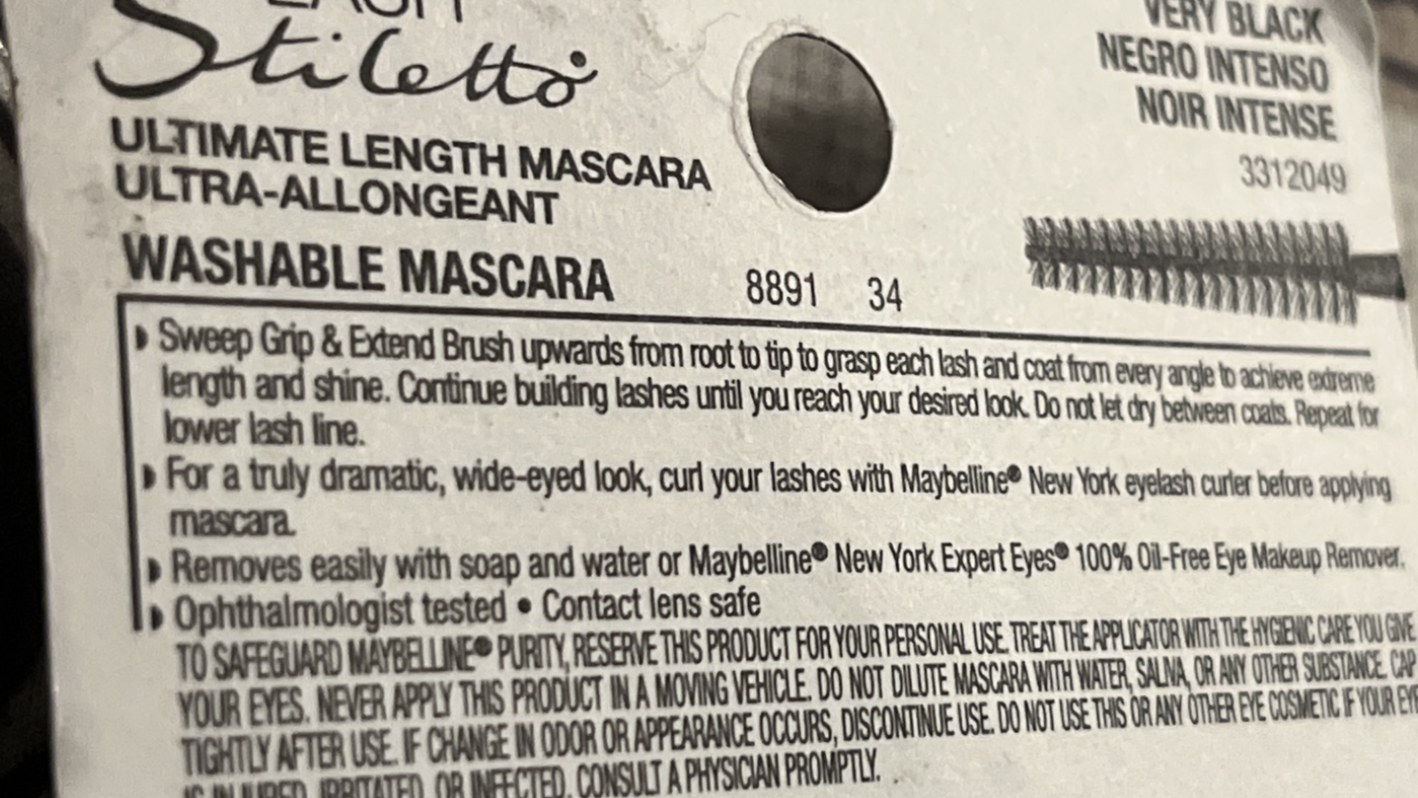 LASH
Stiletto
VERY BLACK
NEGRO INTENSO
NOIR INTENSE
3312049
ULTIMATE LENGTH MASCARA
ULTRA-ALLONGEANT
WASHABLE MASCARA
8891 34
Sweep Grip & Extend Brush upwards from root to tip to grasp each lash and coat from every angle to achieve extreme
length and shine. Continue building lashes until you reach your desired look. Do not let dry between coats. Repeat for
lower lash line.
For a truly dramatic, wide-eyed look, curl your lashes with Maybelline® New York eyelash curler before applying
mascara.
Removes easily with soap and water or Maybelline® New York Expert Eyes® 100% Oil-Free Eye Makeup Remover.
Ophthalmologist tested • Contact lens safe
TO SAFEGUARD MAYBELLINE® PURITY, RESERVE THIS PRODUCT FOR YOUR PERSONAL USE. TREAT THE APPLICATOR WITH THE HYGIENIC CARE YOU GIVE
YOUR EYES. NEVER APPLY THIS PRODUCT IN A MOVING VEHICLE. DO NOT DILUTE MASCARA WITH WATER, SALIVA, OR ANY OTHER SUBSTANCE. CAP
TIGHTLY AFTER USE. IF CHANGE IN ODOR OR APPEARANCE OCCURS, DISCONTINUE USE. DO NOT USE THIS OR ANY OTHER EYE COSMETIC IF YOUR EYE
IS INJURED, IRRITATED, OR INFECTED. CONSULT A PHYSICIAN PROMPTLY.